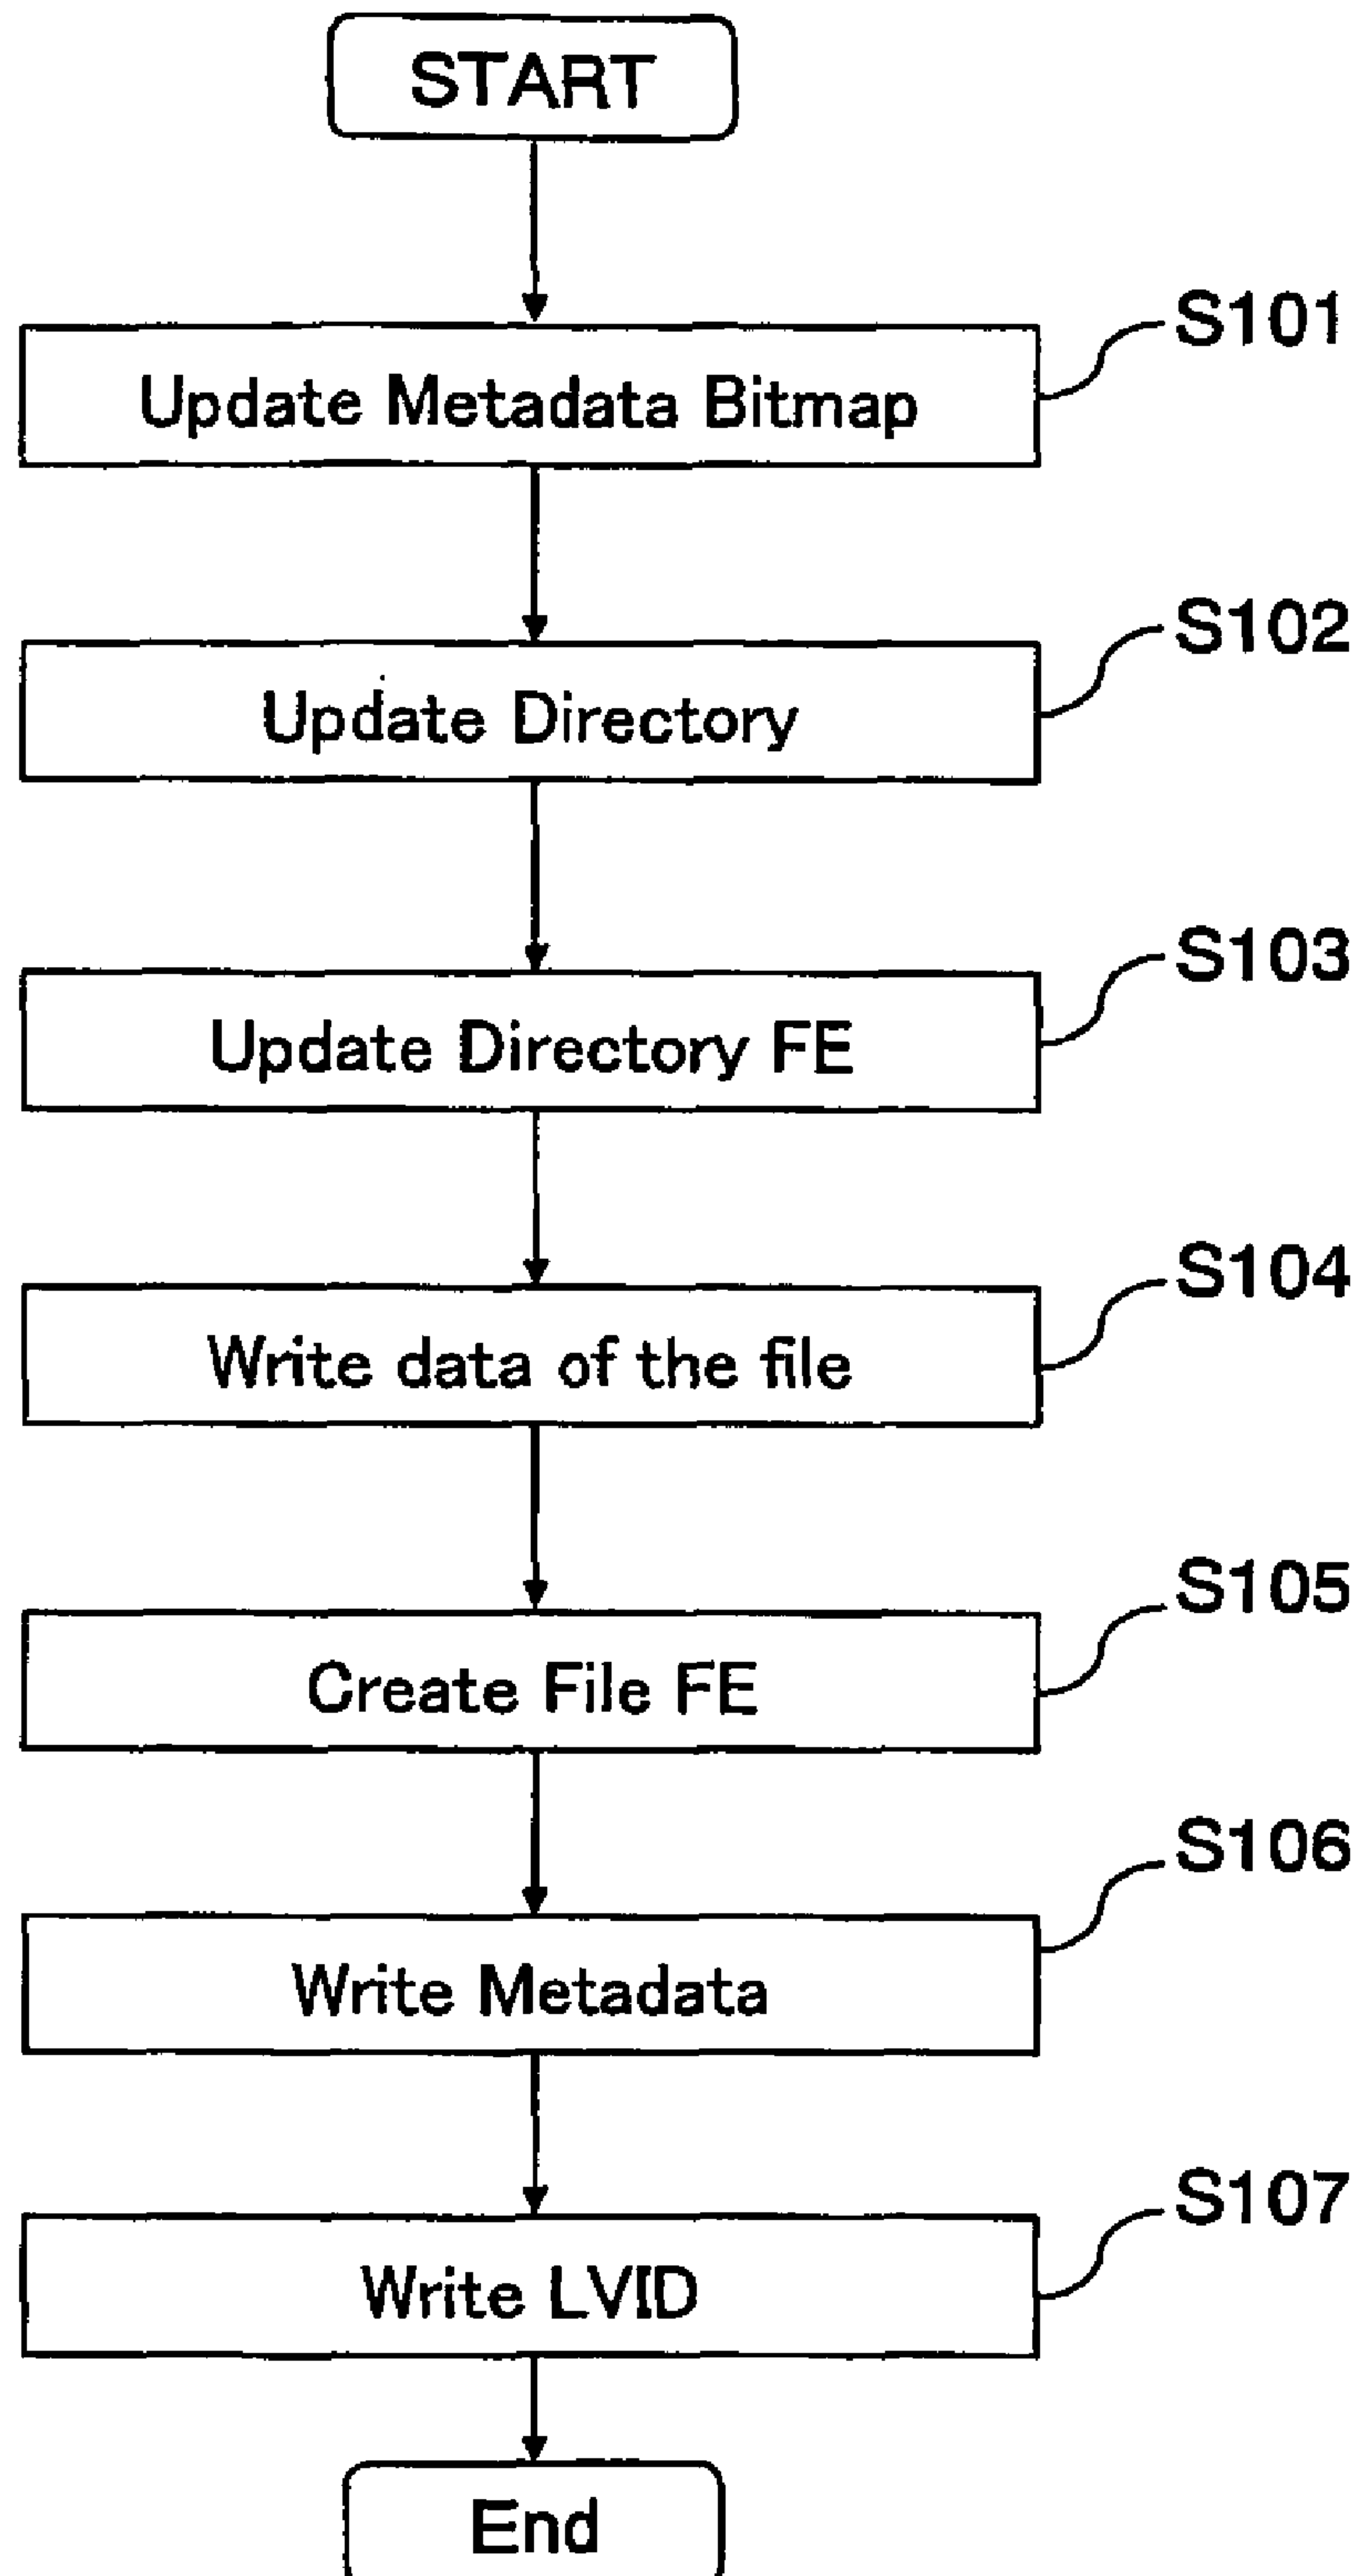 START
S101
Update Metadata Bitmap
S102
Update Directory
S103
Update Directory FE
S104
Write data of the file
S105
Create File FE
S106
Write Metadata
S107
Write LVID
End